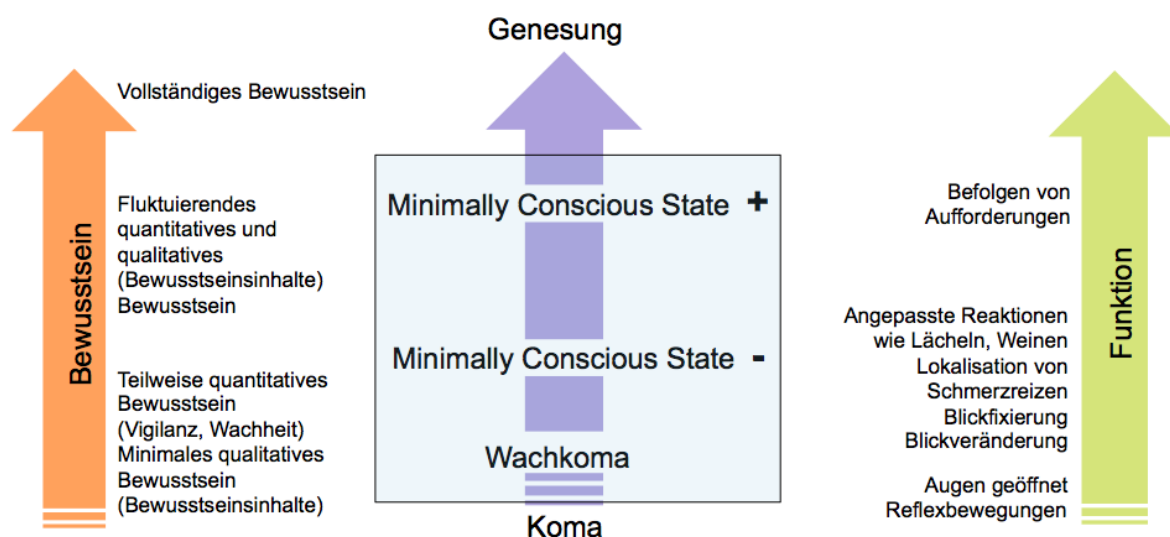 Genesung
Bewusstsein
Vollständiges Bewusstsein
Fluktuierendes
quantitatives und
qualitatives
(Bewusstseinsinhalte)
Bewusstsein
Teilweise quantitatives
Bewusstsein
(Vigilanz, Wachheit)
Minimales qualitatives
Bewusstsein
(Bewusstseinsinhalte)
Minimally Conscious State +
Minimally Conscious State -
Wachkoma
Koma
Befolgen von
Aufforderungen
Angepasste Reaktionen
wie Lächeln, Weinen
Lokalisation von
Schmerzreizen
Blickfixierung
Blickveränderung
Augen geöffnet
Reflexbewegungen
Funktion